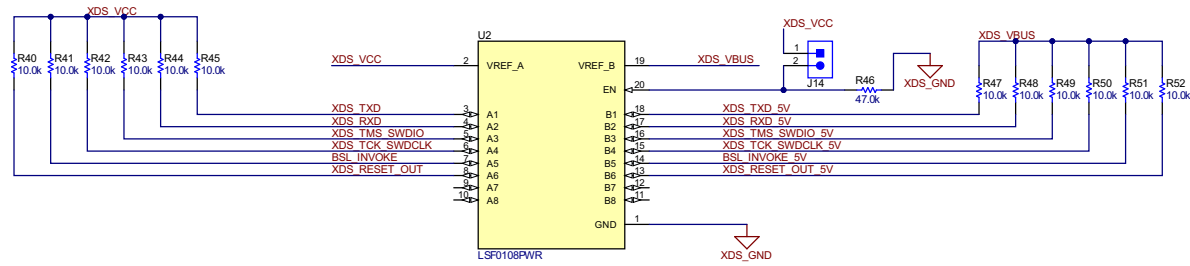 XDS_VCC
R40
10.0k
R41
10.0k
R42
10.0k
R43
10.0k
R44
10.0k
R45
10.0k
U2
XDS_VCC
2
VREF_A
XDS_TXD
3
A1
XDS_RXD
4
A2
XDS_TMS_SWDIO
5
A3
XDS_TCK_SWDCLK
6
A4
BSL_INVOKE
7
A5
XDS_RESET_OUT
8
A6
9
A7
10
A8
VREF_B
19
XDS_VBUS
EN
20
B1
18
XDS_TXD_5V
B2
17
XDS_RXD_5V
B3
16
XDS_TMS_SWDIO_5V
B4
15
XDS_TCK_SWDCLK_5V
B5
14
BSL_INVOKE_5V
B6
13
XDS_RESET_OUT_5V
B7
12
B8
11
GND
1
XDS_GND
LSF0108PWR
XDS_VCC
1
2
J14
R46
47.0k
XDS_GND
XDS_VBUS
R47
10.0k
R48
10.0k
R49
10.0k
R50
10.0k
R51
10.0k
R52
10.0k